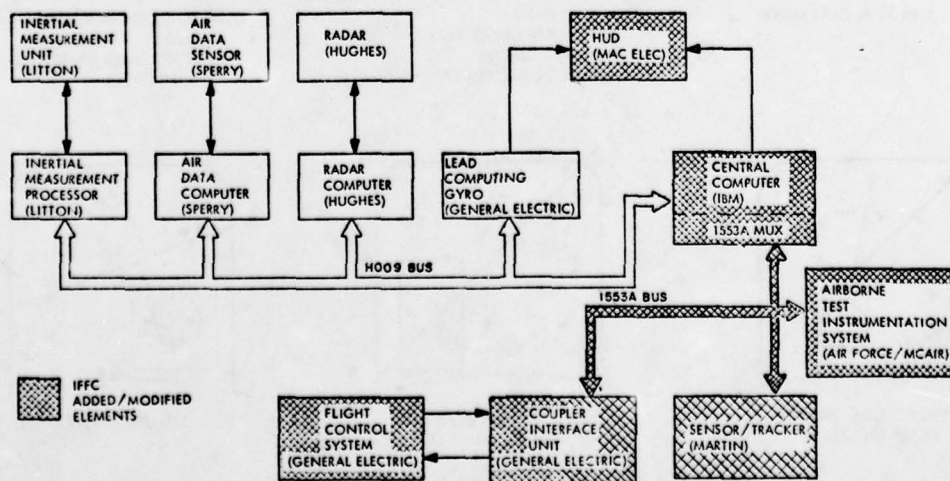 INERTIAL
MEASUREMENT
UNIT
(LITTON)
AIR
DATA
SENSOR
(SPERRY)
RADAR
(HUGHES)
HUD
(MAC ELEC)
INERTIAL
MEASUREMENT
PROCESSOR
(LITTON)
AIR
DATA
COMPUTER
(SPERRY)
RADAR
COMPUTER
(HUGHES)
LEAD
COMPUTING
GYRO
(GENERAL ELECTRIC)
CENTRAL
COMPUTER
(IBM)
1553A MUX
H009 BUS
1553A BUS
AIRBORNE
TEST
INSTRUMENTATION
SYSTEM
(AIR FORCE/MCAIR)
IFFC
ADDED/MODIFIED
ELEMENTS
FLIGHT
CONTROL
SYSTEM
(GENERAL ELECTRIC)
COUPLER
INTERFACE
UNIT
(GENERAL ELECTRIC)
SENSOR/TRACKER
(MARTIN)